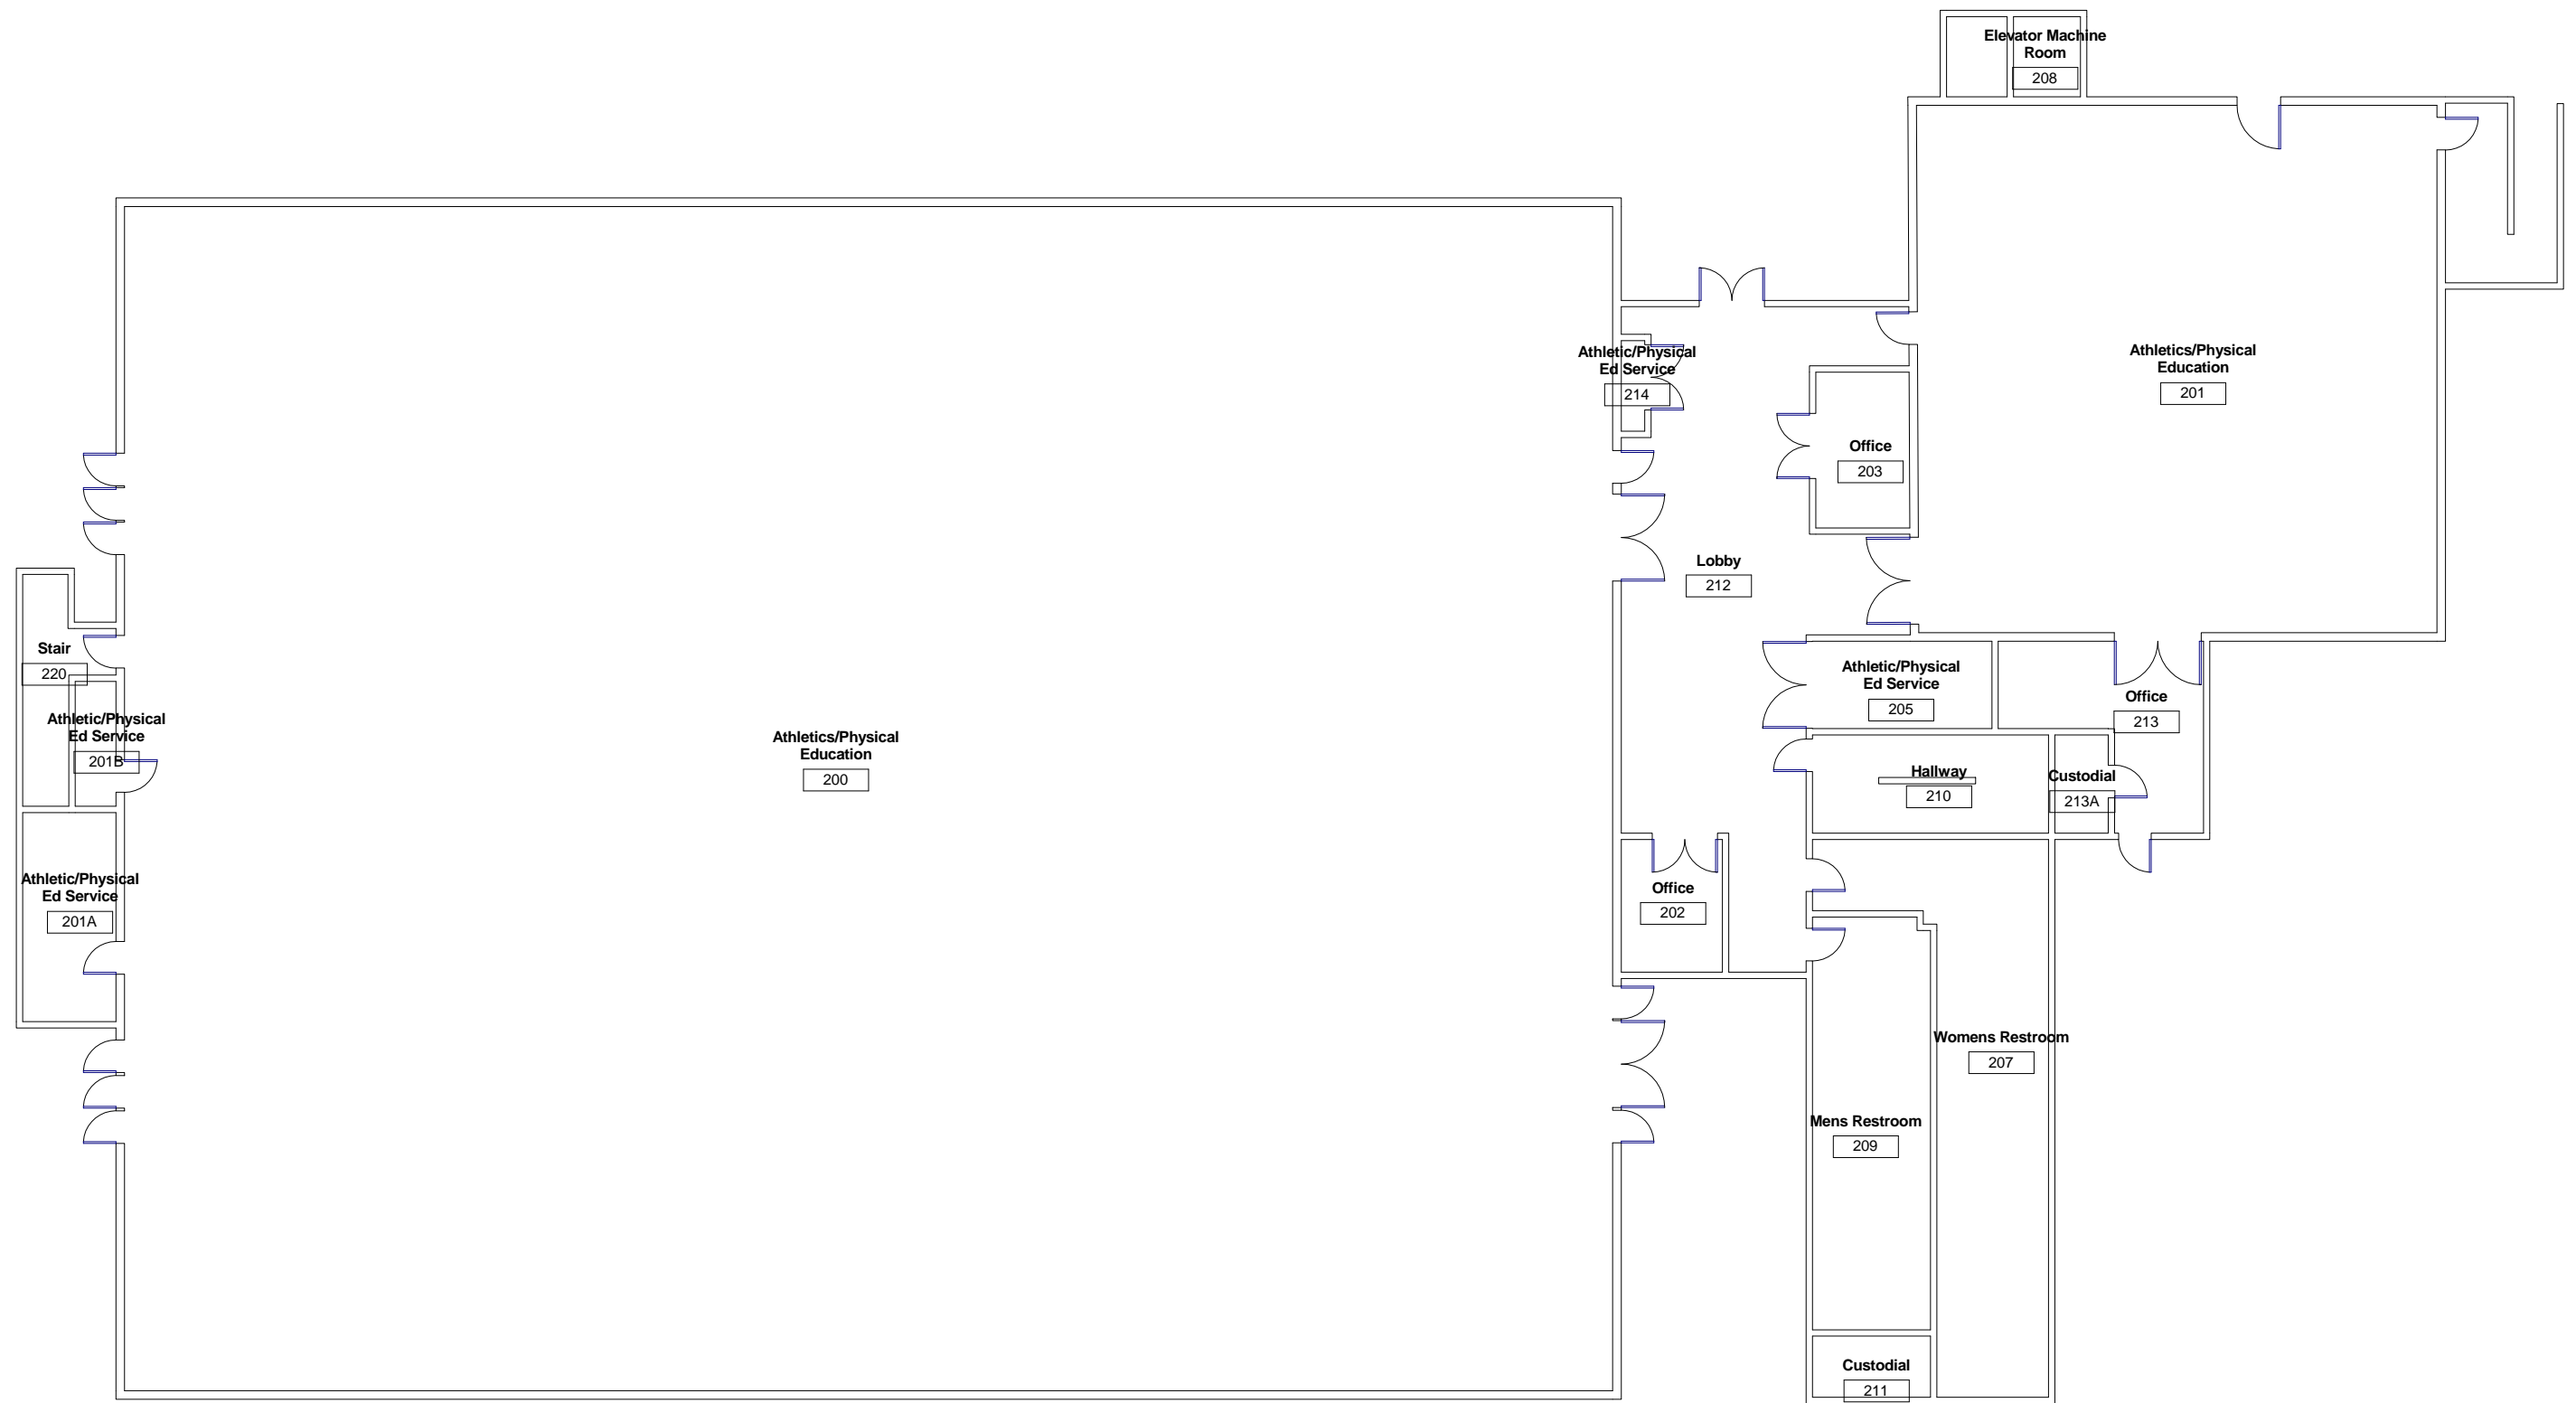 Elevator Machine
Room
208
Athletic/Physical
Ed Service
214
Athletics/Physical
Education
201
Office
203
Lobby
212
Stair
220
Athletic/Physical
Ed Service
205
Office
213
Athletic/Physical
Ed Service
201B
Athletics/Physical
Education
200
Hallway
210
Custodial
213A
Athletic/Physical
Ed Service
201A
Office
202
Womens Restroom
207
Mens Restroom
209
Custodial
211